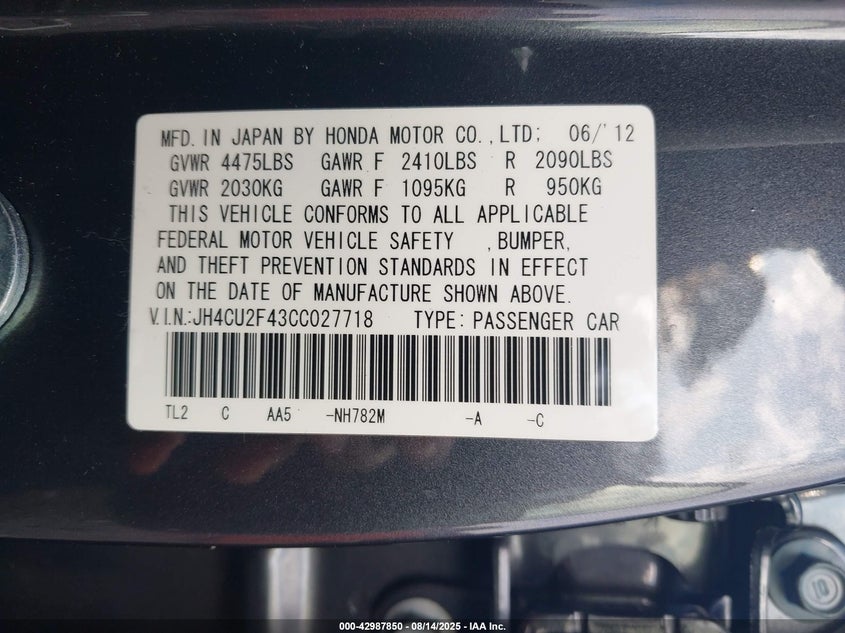 MFD. IN JAPAN BY HONDA MOTOR CO.,LTD; 06/'12
GVWR 4475LBS GAWR F 2410LBS R 2090LBS
GVWR 2030KG GAWR F 1095KG R 950KG
THIS VEHICLE CONFORMS TO ALL APPLICABLE
FEDERAL MOTOR VEHICLE SAFETY ,BUMPER,
AND THEFT PREVENTION STANDARDS IN EFFECT
ON THE DATE OF MANUFACTURE SHOWN ABOVE.
V.I.N.:JH4CU2F43CC027718 TYPE: PASSENGER CAR
TL2 C AA5 -NH782M -A -C
000-42987850 - 08/14/2025 - IAA Inc.